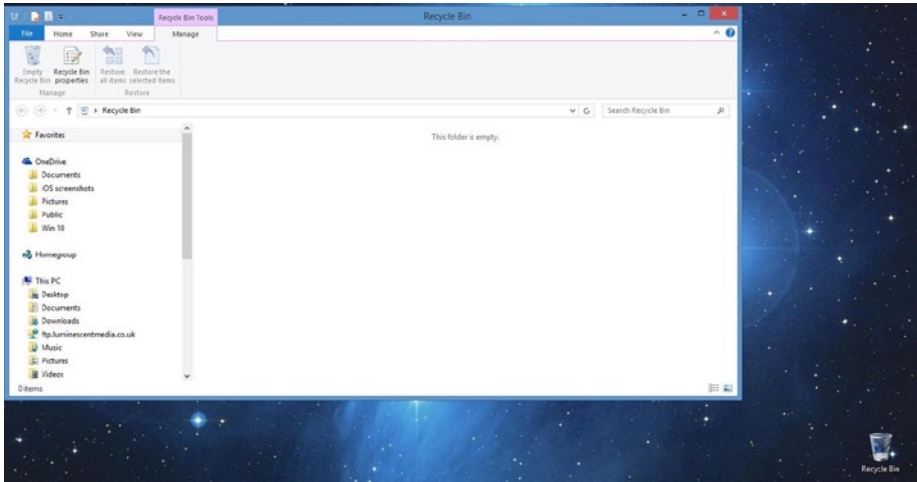 Recycle Bin Tools
Recycle Bin
File Home Share View Manage
Empty Recycle Bin
Recycle Bin properties
Restore all items
Restore the selected items
Manage
Restore
Recycle Bin
Search Recycle Bin
Favorites
This folder is empty.
OneDrive
Documents
iOS screenshots
Pictures
Public
Win 10
Homegroup
This PC
Desktop
Documents
Downloads
ftp.luminescentmedia.co.uk
Music
Pictures
Videos
0 items
Recycle Bin